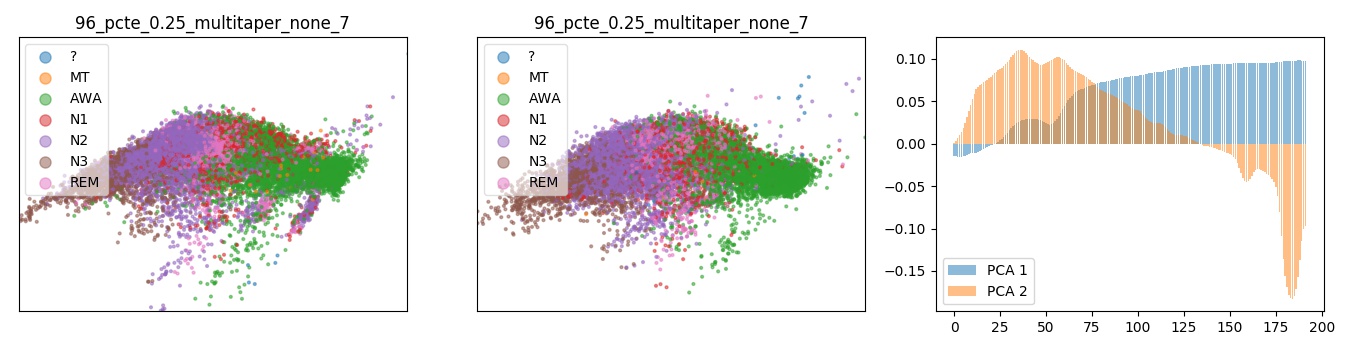 96_pcte_0.25_multitaper_none_7
?
MT
AWA
N1
N2
N3
REM
96_pcte_0.25_multitaper_none_7
?
MT
AWA
N1
N2
N3
REM
0.10
0.05
0.00
−0.05
−0.10
−0.15
PCA 1
PCA 2
0 25 50 75 100 125 150 175 200